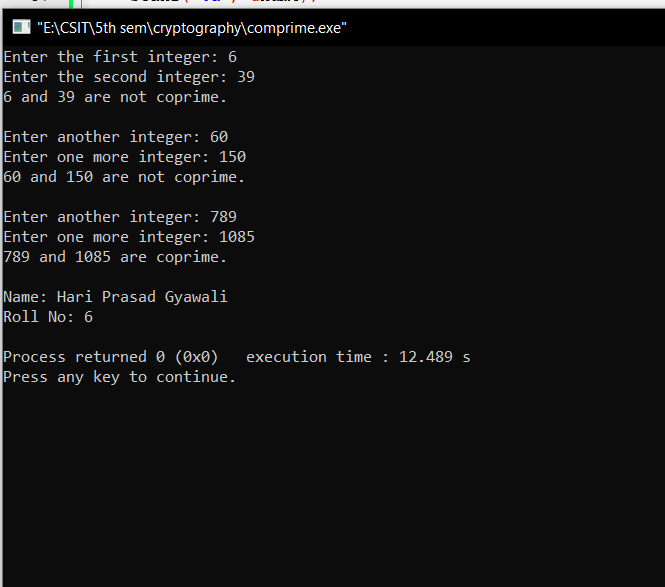 "E:\CSIT\5th sem\cryptography\comprime.exe"
Enter the first integer: 6
Enter the second integer: 39
6 and 39 are not coprime.
Enter another integer: 60
Enter one more integer: 150
60 and 150 are not coprime.
Enter another integer: 789
Enter one more integer: 1085
789 and 1085 are coprime.
Name: Hari Prasad Gyawali
Roll No: 6
Process returned 0 (0x0)   execution time : 12.489 s
Press any key to continue.